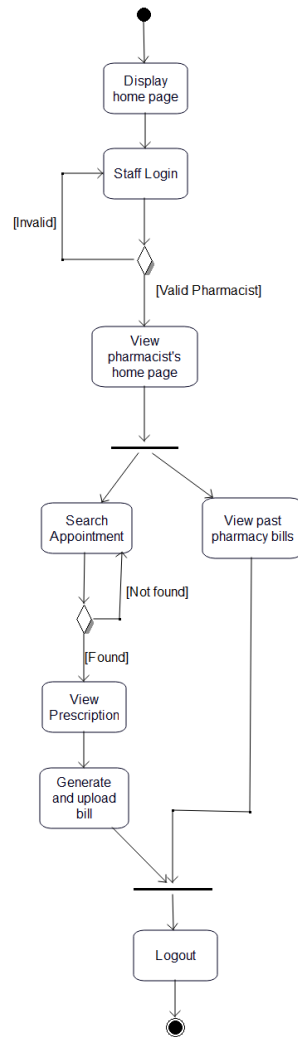 Display
home page
Staff Login
[Invalid]
[Valid Pharmacist]
View
pharmacist's
home page
Search
Appointment
View past
pharmacy bills
[Not found]
[Found]
View
Prescription
Generate
and upload
bill
Logout